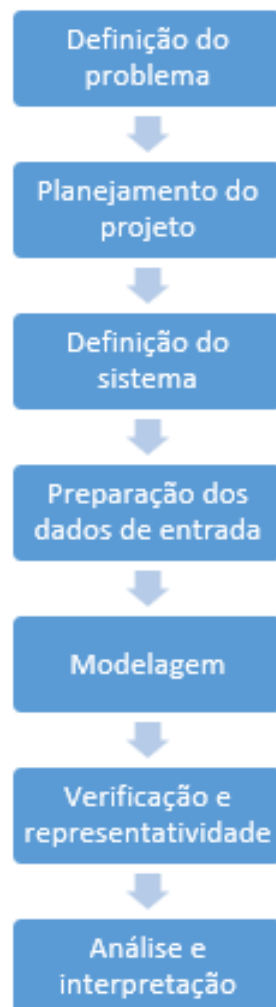 Definição do
problema
Planejamento do
projeto
Definição do
sistema
Preparação dos
dados de entrada
Modelagem
Verificação e
representatividade
Análise e
interpretação